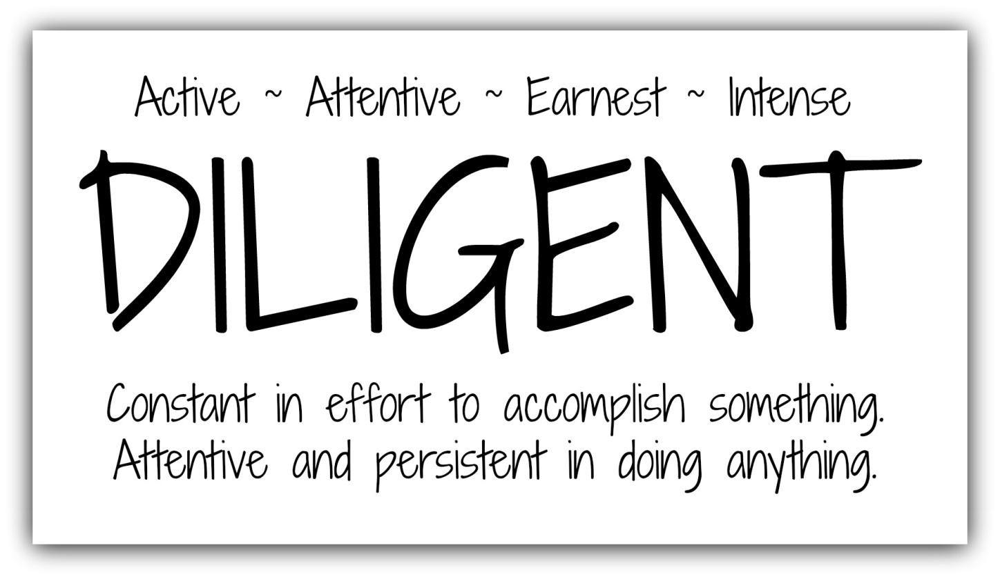 Active ~ Attentive ~ Earnest ~ Intense
DILIGENT
Constant in effort to accomplish something.
Attentive and persistent in doing anything.